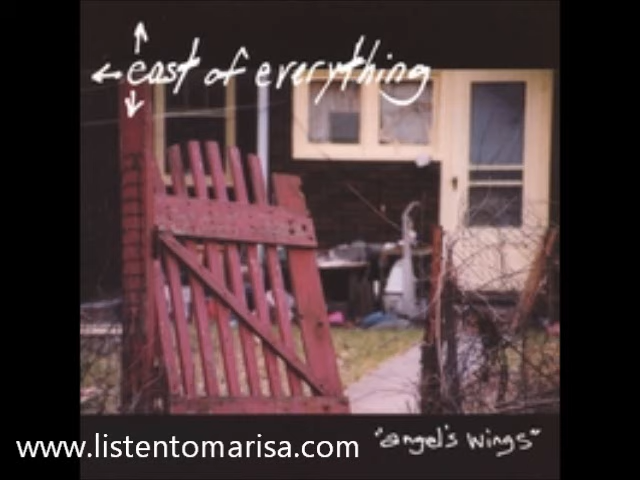 east of everything
"angel's wings"
www.listentomarisa.com